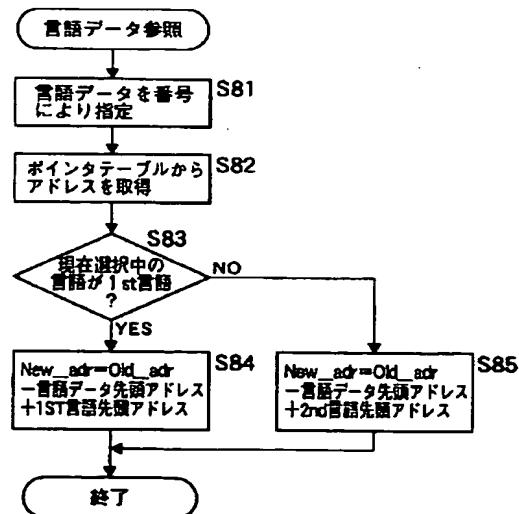 言語データ参照
言語データを番号
により指定
S81
ポインタテーブルから
アドレスを取得
S82
S83
現在選択中の
言語が1st言語
?
NO
YES
New_adr=Old_adr
-言語データ先頭アドレス
+1ST言語先頭アドレス
S84
New_adr=Old_adr
-言語データ先頭アドレス
+2nd言語先頭アドレス
S85
終了